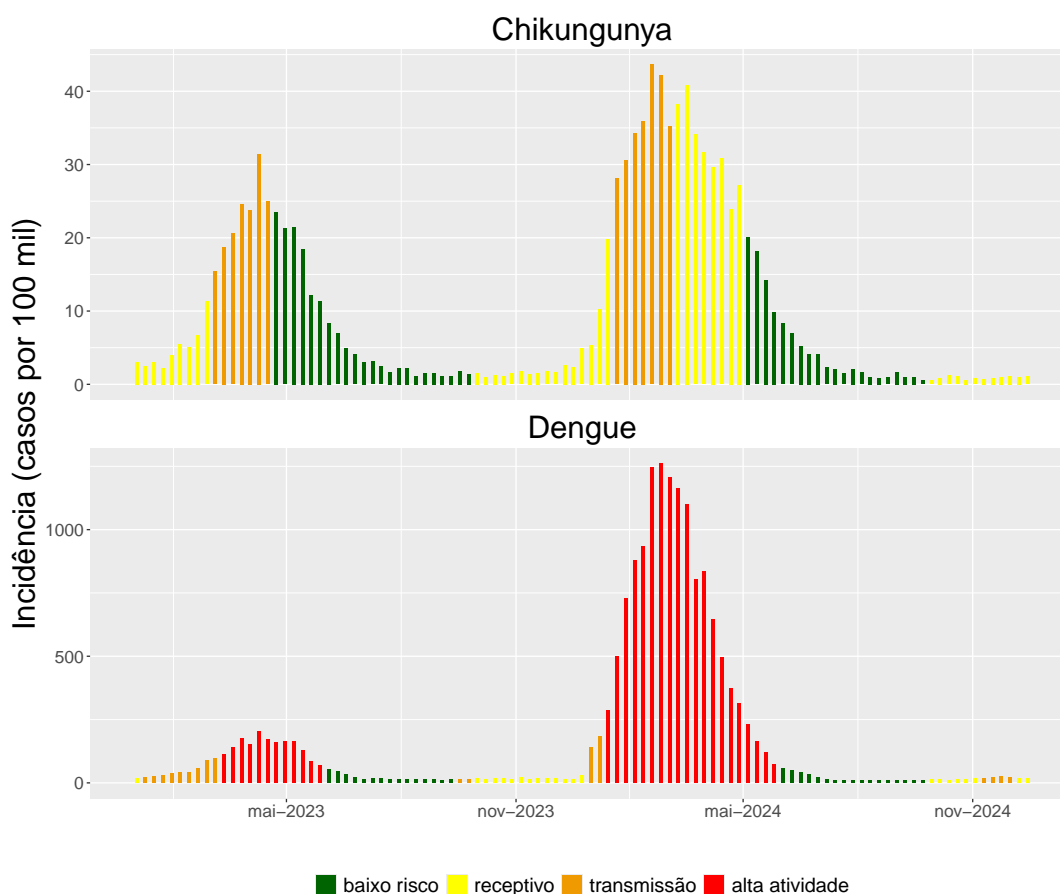 Chikungunya
40
30
20
10
0
Dengue
1000
500
0
Incidência (casos por 100 mil)
mai–2023 nov–2023 mai–2024 nov–2024
baixo risco receptivo transmissão alta atividade